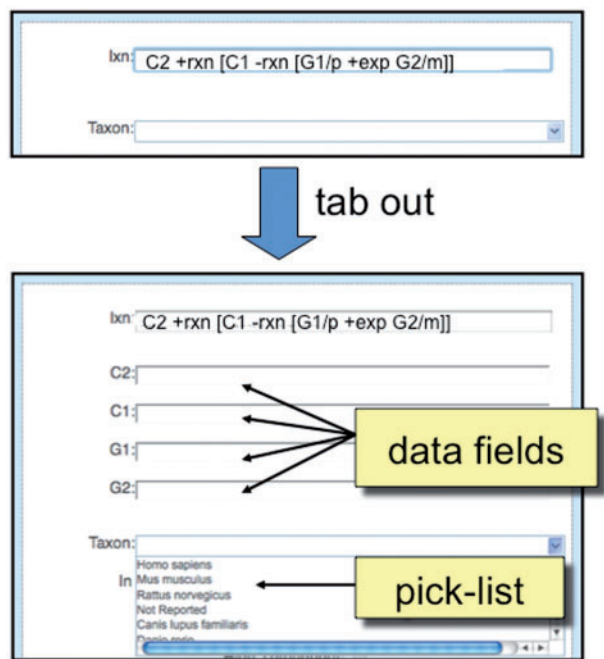 Ixn: C2 +rxn [C1 -rxn [G1/p +exp G2/m]]
Taxon:
tab out
Ixn: C2 +rxn [C1 -rxn [G1/p +exp G2/m]]
C2:
C1:
G1:
G2:
data fields
Taxon:
Homo sapiens
In Mus musculus
Rattus norvegicus
Not Reported
Canis lupus familiaris
pick-list